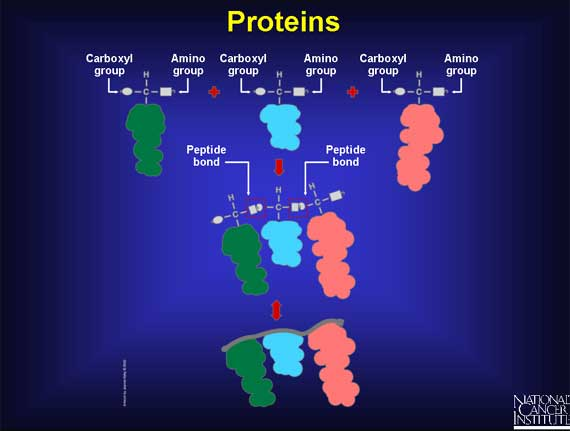 Proteins
Carboxyl group
Amino group
Carboxyl group
Amino group
Carboxyl group
Amino group
H
H
H
C
C
C
+
+
Peptide bond
Peptide bond
H
H
H
C
C
C
NATIONAL
CANCER
INSTITUTE